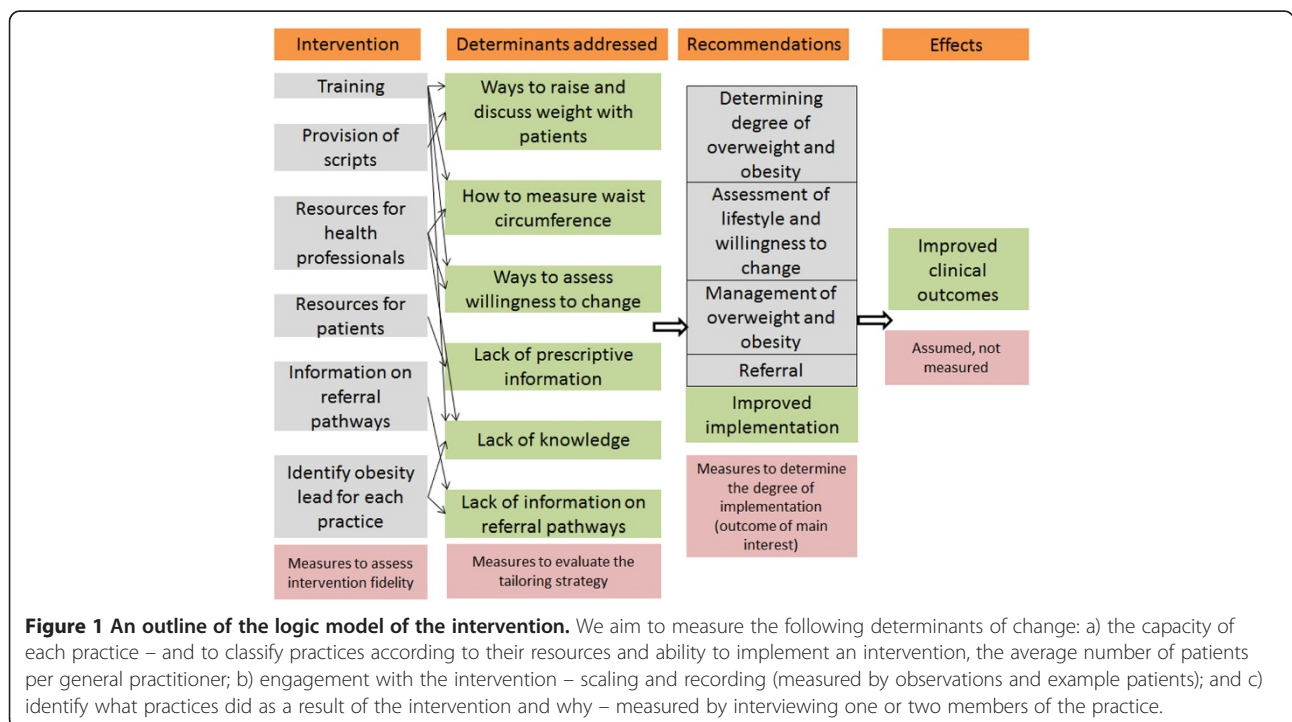 Intervention
Determinants addressed
Recommendations
Effects
Training
Provision of
scripts
Resources for
health
professionals
Resources for
patients
Information on
referral
pathways
Identify obesity
lead for each
practice
Measures to assess
intervention fidelity
Ways to raise and
discuss weight with
patients
How to measure waist
circumference
Ways to assess
willingness to change
Lack of prescriptive
information
Lack of knowledge
Lack of information on
referral pathways
Measures to evaluate the
tailoring strategy
Determining
degree of
overweight and
obesity
Assessment of
lifestyle and
willingness to
change
Management of
overweight and
obesity
Referral
Improved
implementation
Measures to determine
the degree of
implementation
(outcome of main
interest)
Improved
clinical
outcomes
Assumed, not
measured
Figure 1 An outline of the logic model of the intervention. We aim to measure the following determinants of change: a) the capacity of
each practice – and to classify practices according to their resources and ability to implement an intervention, the average number of patients
per general practitioner; b) engagement with the intervention – scaling and recording (measured by observations and example patients); and c)
identify what practices did as a result of the intervention and why – measured by interviewing one or two members of the practice.